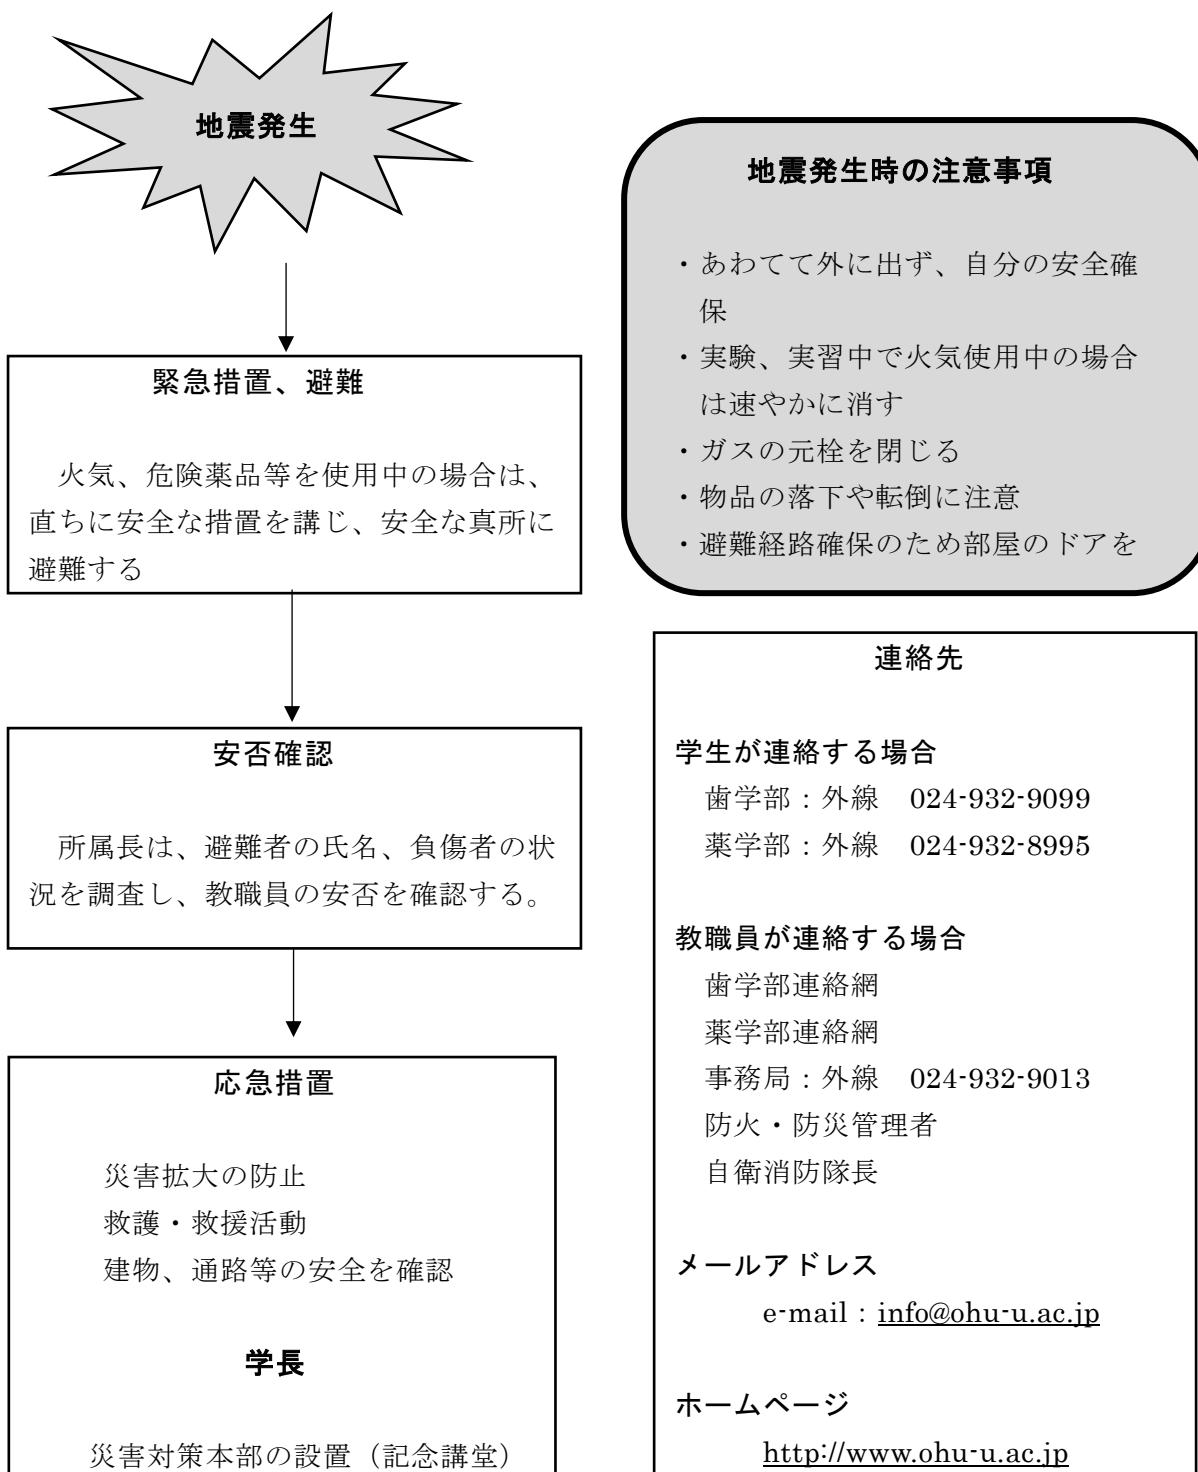 地震発生
緊急措置、避難
火気、危険薬品等を使用中の場合は、
直ちに安全な措置を講じ、安全な真所に
避難する
安否確認
所属長は、避難者の氏名、負傷者の状
況を調査し、教職員の安否を確認する。
応急措置
災害拡大の防止
救護・救援活動
建物、通路等の安全を確認
学長
災害対策本部の設置（記念講堂）
地震発生時の注意事項
・あわてて外に出ず、自分の安全確
保
・実験、実習中で火気使用中の場合
は速やかに消す
・ガスの元栓を閉じる
・物品の落下や転倒に注意
・避難経路確保のため部屋のドアを
連絡先
学生が連絡する場合
歯学部：外線　024-932-9099
薬学部：外線　024-932-8995
教職員が連絡する場合
歯学部連絡網
薬学部連絡網
事務局：外線　024-932-9013
防火・防災管理者
自衛消防隊長
メールアドレス
e-mail：info@ohu-u.ac.jp
ホームページ
http://www.ohu-u.ac.jp